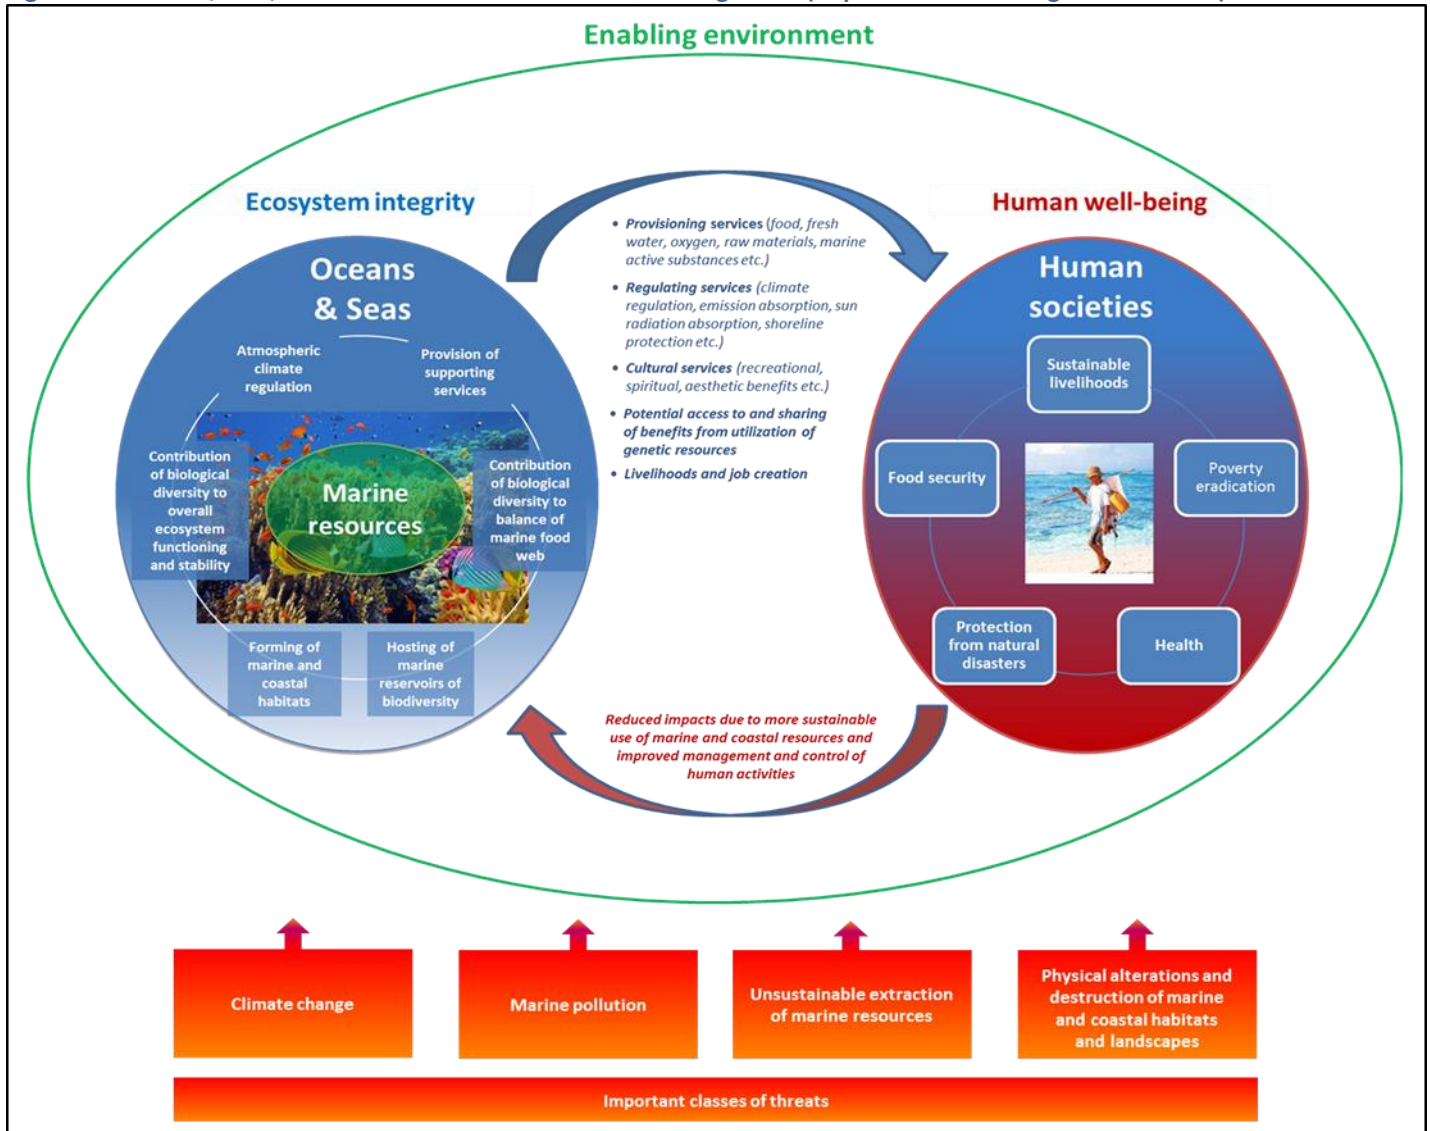 Enabling environment
Ecosystem integrity
Human well-being
Oceans
& Seas
Atmospheric
climate
regulation
Provision of
supporting
services
Contribution
of biological
diversity to
overall
ecosystem
functioning
and stability
Marine
resources
Contribution
of biological
diversity to
balance of
marine food
web
Forming of
marine and
coastal
habitats
Hosting of
marine
reservoirs of
biodiversity
• Provisioning services (food, fresh
water, oxygen, raw materials, marine
active substances etc.)
• Regulating services (climate
regulation, emission absorption, sun
radiation absorption, shoreline
protection etc.)
• Cultural services (recreational,
spiritual, aesthetic benefits etc.)
• Potential access to and sharing
of benefits from utilization of
genetic resources
• Livelihoods and job creation
Human
societies
Sustainable
livelihoods
Food security
Poverty
eradication
Protection
from natural
disasters
Health
Reduced impacts due to more sustainable
use of marine and coastal resources and
improved management and control of
human activities
Climate change
Marine pollution
Unsustainable extraction
of marine resources
Physical alterations and
destruction of marine
and coastal habitats
and landscapes
Important classes of threats